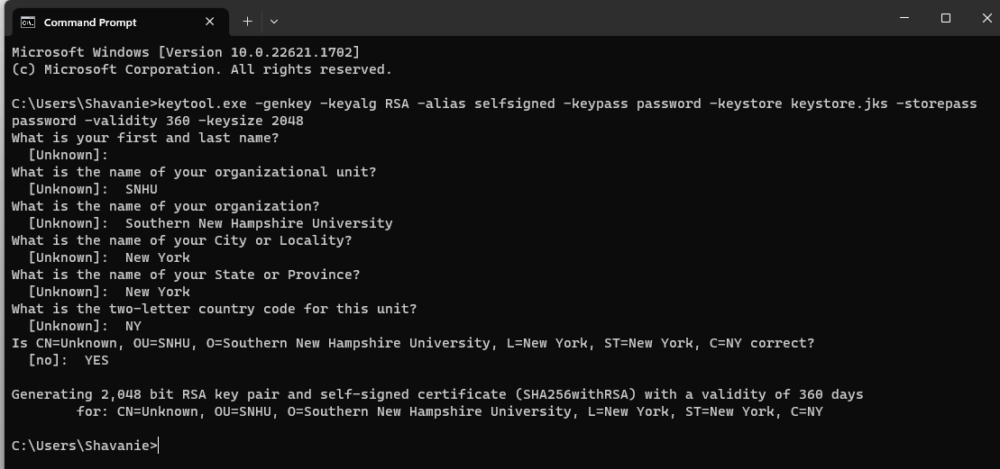 Command Prompt
Microsoft Windows [Version 10.0.22621.1702]
(c) Microsoft Corporation. All rights reserved.
C:\Users\Shavanie>keytool.exe -genkey -keyalg RSA -alias selfsigned -keypass password -keystore keystore.jks -storepass
password -validity 360 -keysize 2048
What is your first and last name?
[Unknown]:
What is the name of your organizational unit?
[Unknown]: SNHU
What is the name of your organization?
[Unknown]: Southern New Hampshire University
What is the name of your City or Locality?
[Unknown]: New York
What is the name of your State or Province?
[Unknown]: New York
What is the two-letter country code for this unit?
[Unknown]: NY
Is CN=Unknown, OU=SNHU, O=Southern New Hampshire University, L=New York, ST=New York, C=NY correct?
[no]: YES
Generating 2,048 bit RSA key pair and self-signed certificate (SHA256withRSA) with a validity of 360 days
for: CN=Unknown, OU=SNHU, O=Southern New Hampshire University, L=New York, ST=New York, C=NY
C:\Users\Shavanie>